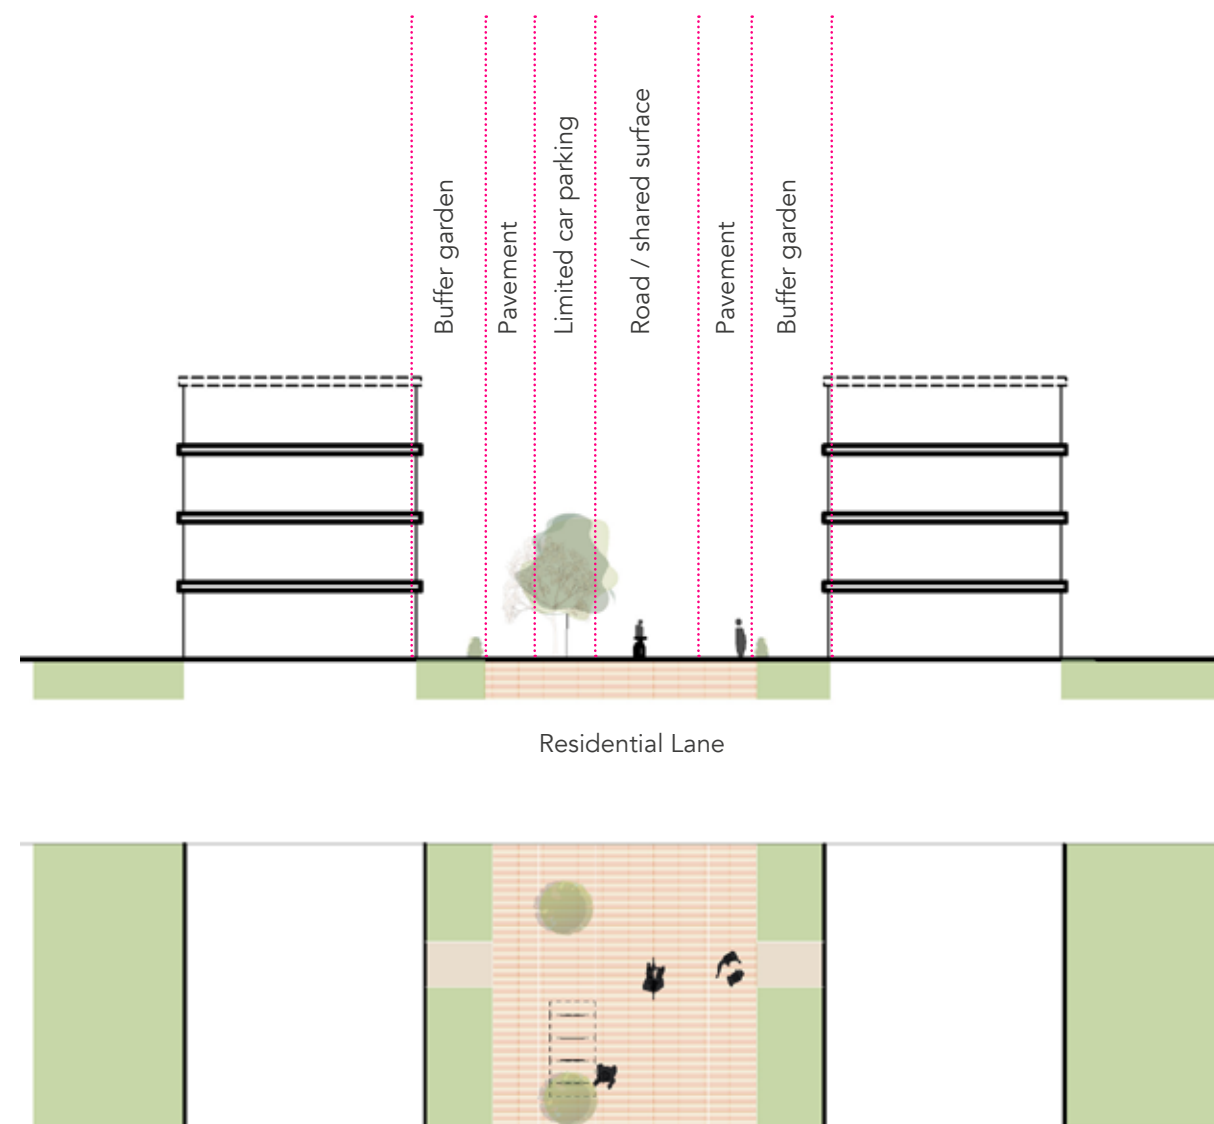 Buffer garden
Pavement
Limited car parking
Road / shared surface
Pavement
Buffer garden
Residential Lane